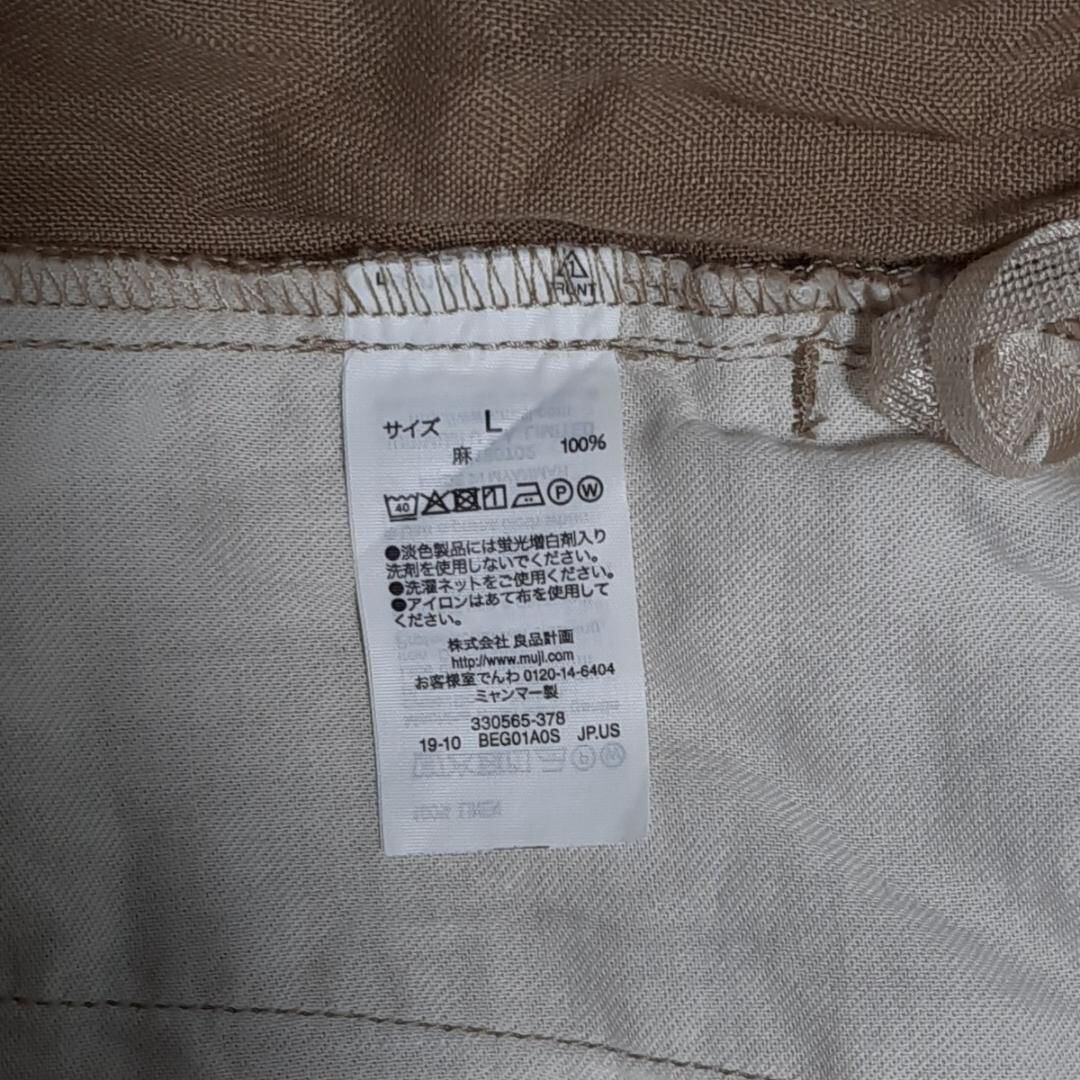 サイズ L
麻 100%
40 P W
●淡色製品には蛍光増白剤入り
洗剤を使用しないでください。
●洗濯ネットをご使用ください。
●アイロンはあて布を使用して
ください。
株式会社 良品計画
http://www.muji.com
お客様室でんわ 0120-14-6404
ミャンマー製
330565-378
19-10 BEG01A0S JP.US